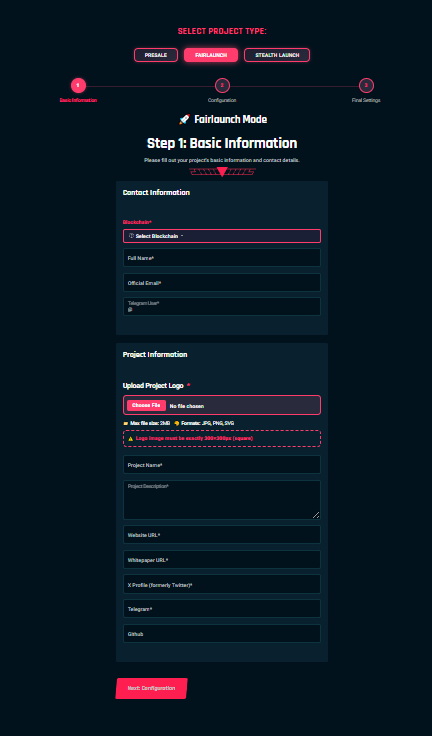 SELECT PROJECT TYPE:
PRESALE
FAIRLAUNCH
STEALTH LAUNCH
1
2
3
Basic Information
Configuration
Final Settings
🚀 Fairlaunch Mode
Step 1: Basic Information
Please fill out your project's basic information and contact details.
Contact Information
Blockchain*
Select Blockchain
Full Name*
Official Email*
Telegram User*
@
Project Information
Upload Project Logo *
Choose File No file chosen
Max file size: 2MB Formats: JPG, PNG, SVG
⚠ Logo image must be exactly 200×200px (square)
Project Name*
Project Description*
Website URL*
Whitepaper URL*
X Profile (formerly Twitter)*
Telegram*
Github
Next: Configuration